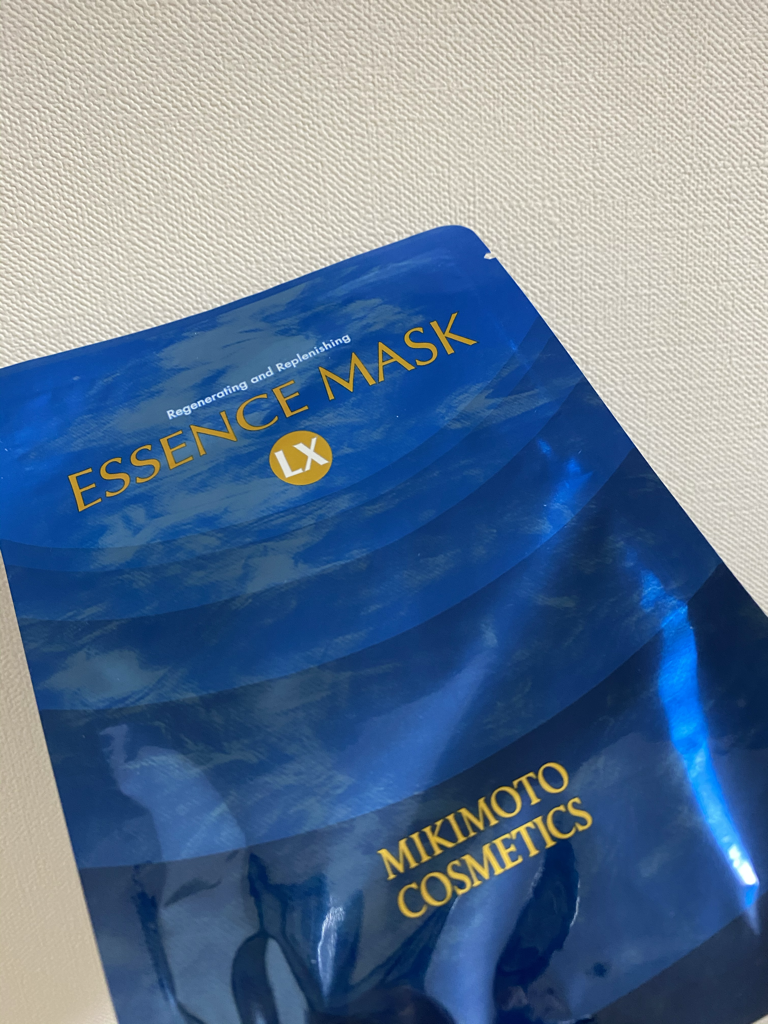 Regenerating and Replenishing
ESSENCE MASK
LX
MIKIMOTO
COSMETICS